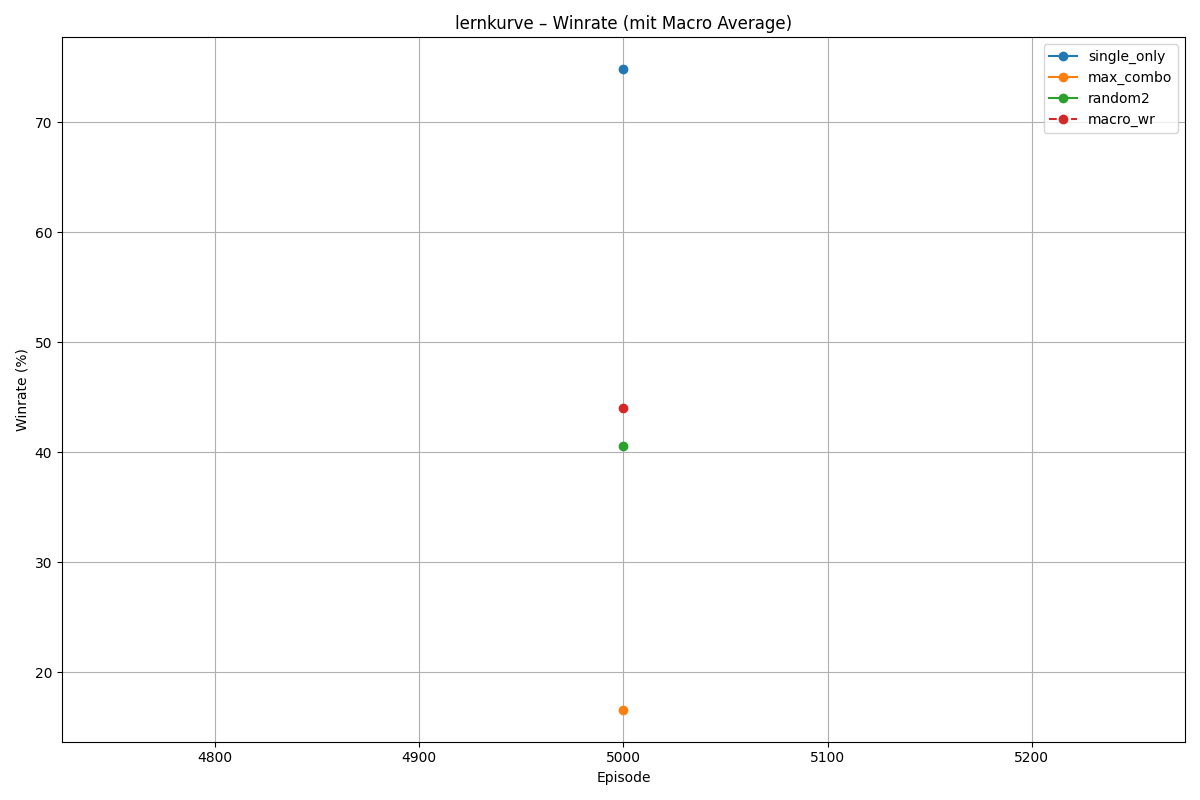 lernkurve – Winrate (mit Macro Average)
single_only
max_combo
random2
macro_wr
Winrate (%)
70
60
50
40
30
20
4800
4900
5000
5100
5200
Episode